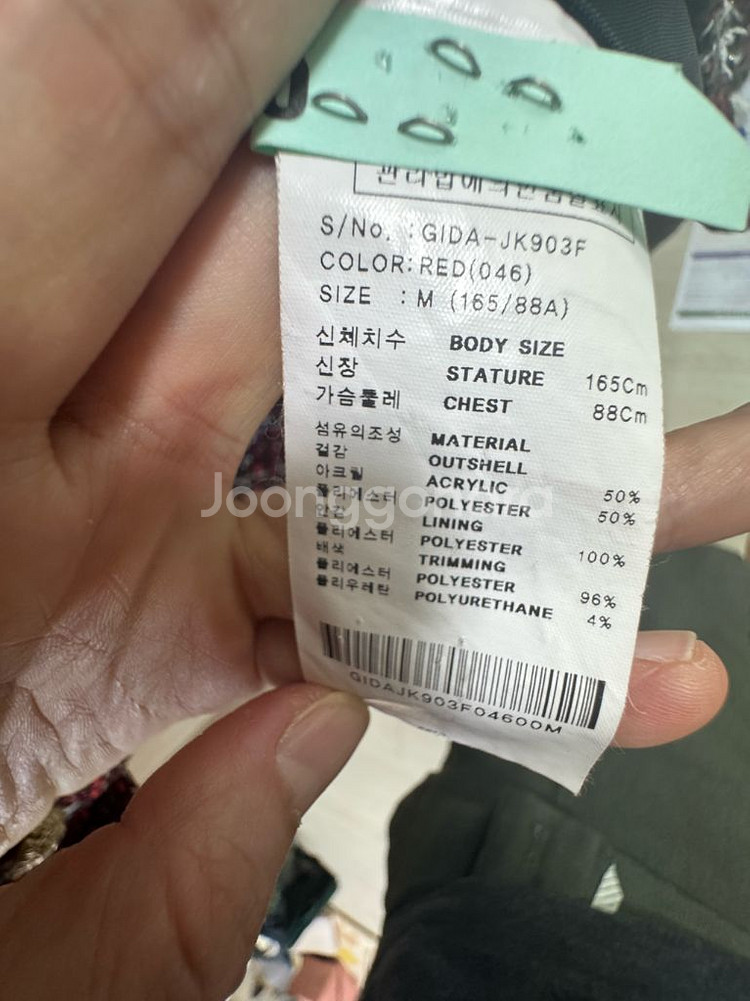 S/No. : GIDA-JK903F
COLOR: RED(046)
SIZE : M (165/88A)
신체치수 BODY SIZE
신장 STATURE 165Cm
가슴둘레 CHEST 88Cm
섬유의조성 MATERIAL
겉감 OUTSHELL
아크릴 ACRYLIC 50%
폴리에스터 POLYESTER 50%
안감 LINING
폴리에스터 POLYESTER 100%
배색 TRIMMING
폴리에스터 POLYESTER 96%
폴리우레탄 POLYURETHANE 4%
GIDAJK903F04600M
Joonggonara